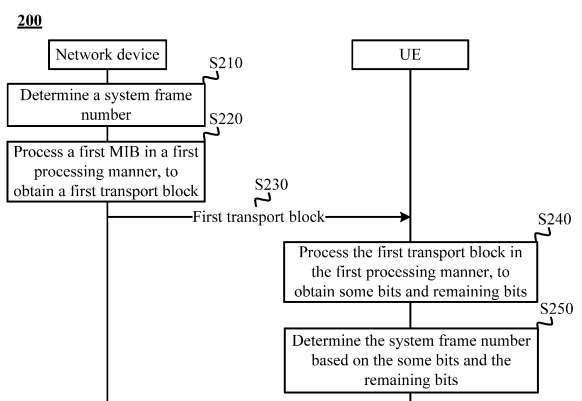 200
Network device
UE
S210
Determine a system frame
number
S220
Process a first MIB in a first
processing manner, to
obtain a first transport block
S230
First transport block
S240
Process the first transport block in
the first processing manner, to
obtain some bits and remaining bits
S250
Determine the system frame number
based on the some bits and the
remaining bits